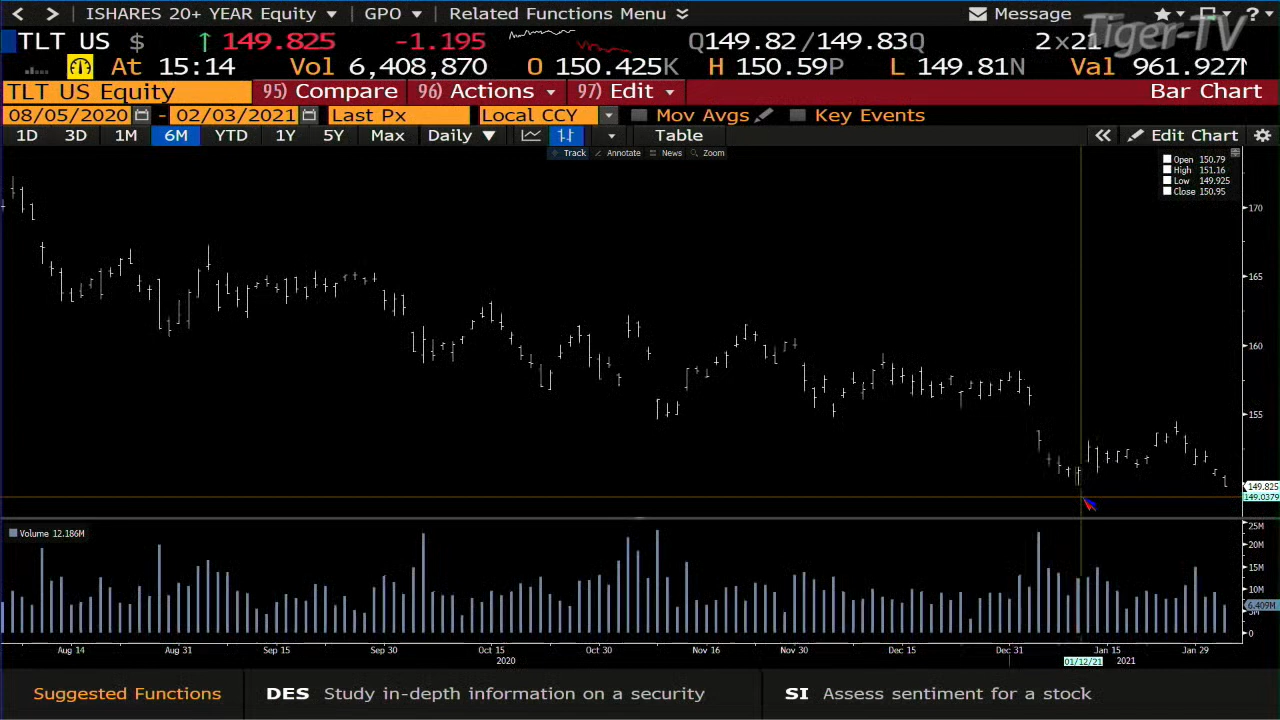 ISHARES 20+ YEAR Equity GPO Related Functions Menu Message ?
Tiger-TV
TLT US $ 149.825 -1.195 Q149.82/149.83Q 2x21
At 15:14 Vol 6,408,870 O 150.425K H 150.59P L 149.81N Val 961.927M
TLT US Equity 95) Compare 96) Actions 97) Edit Bar Chart
08/05/2020 - 02/03/2021 Last Px Local CCY Mov Avgs Key Events
1D 3D 1M 6M YTD 1Y 5Y Max Daily Table Edit Chart
Track Annotate News Zoom
Open 150.79
High 151.16
Low 149.925
Close 150.95
170
165
160
155
149.825
149.0379
Volume 12.186M
25M
20M
15M
10M
6.409M
5M
0
Aug 14 Aug 31 Sep 15 Sep 30 Oct 15 Oct 30 Nov 16 Nov 30 Dec 15 Dec 31 Jan 15 Jan 29
2020 01/12/21 2021
Suggested Functions DES Study in-depth information on a security SI Assess sentiment for a stock